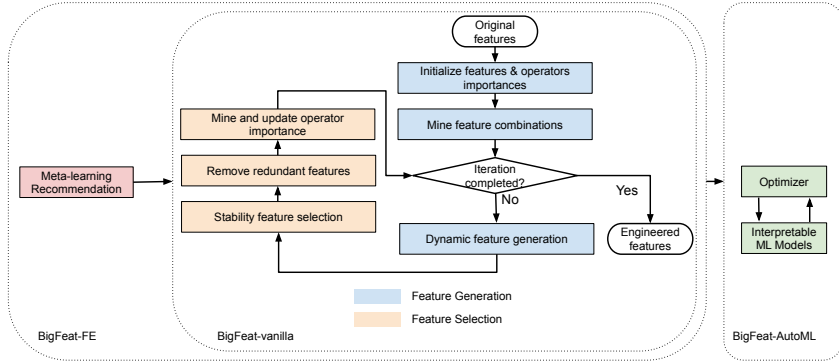 Original
features
Initialize features & operators
importances
Mine and update operator
importance
Mine feature combinations
Meta-learning
Recommendation
Remove redundant features
Iteration
completed?
Yes
No
Optimizer
Stability feature selection
Dynamic feature generation
Engineered
features
Interpretable
ML Models
Feature Generation
Feature Selection
BigFeat-FE
BigFeat-vanilla
BigFeat-AutoML